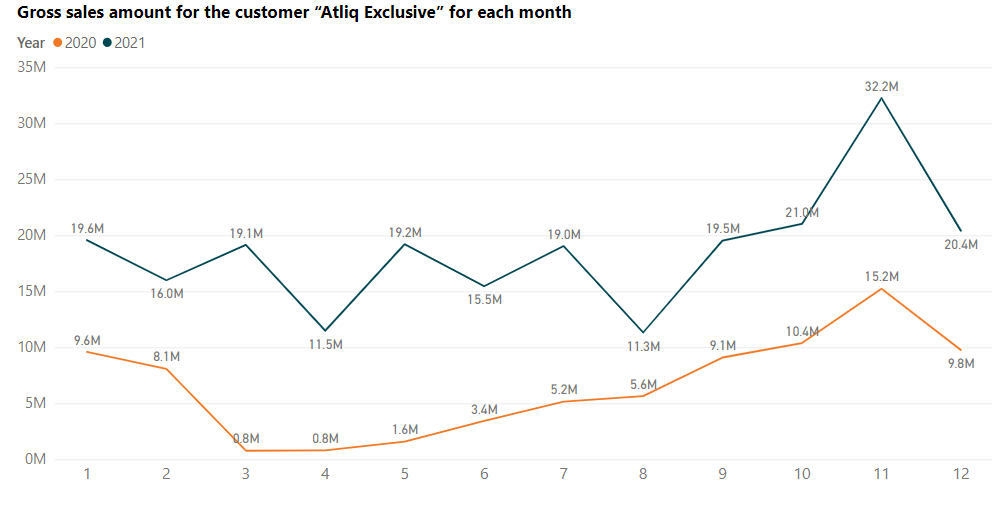 Gross sales amount for the customer “Atliq Exclusive” for each month
Year 2020 2021
35M
32.2M
30M
25M
21.0M
19.6M 19.1M 19.2M 19.0M 19.5M
20M
20.4M
16.0M 15.5M
15.2M
15M
11.5M 11.3M
10.4M
9.6M 8.1M 9.1M
10M
9.8M
5.2M 5.6M
5M
3.4M
0.8M 0.8M 1.6M
0M
1 2 3 4 5 6 7 8 9 10 11 12